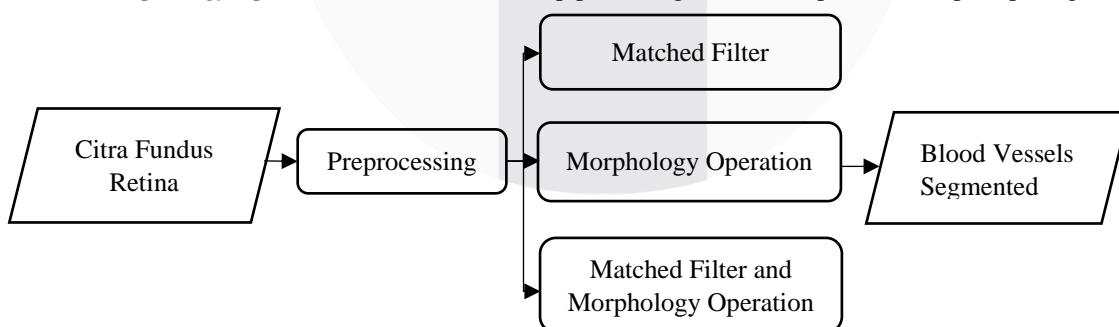 Matched Filter
Citra Fundus
Retina
Preprocessing
Morphology Operation
Blood Vessels
Segmented
Matched Filter and
Morphology Operation